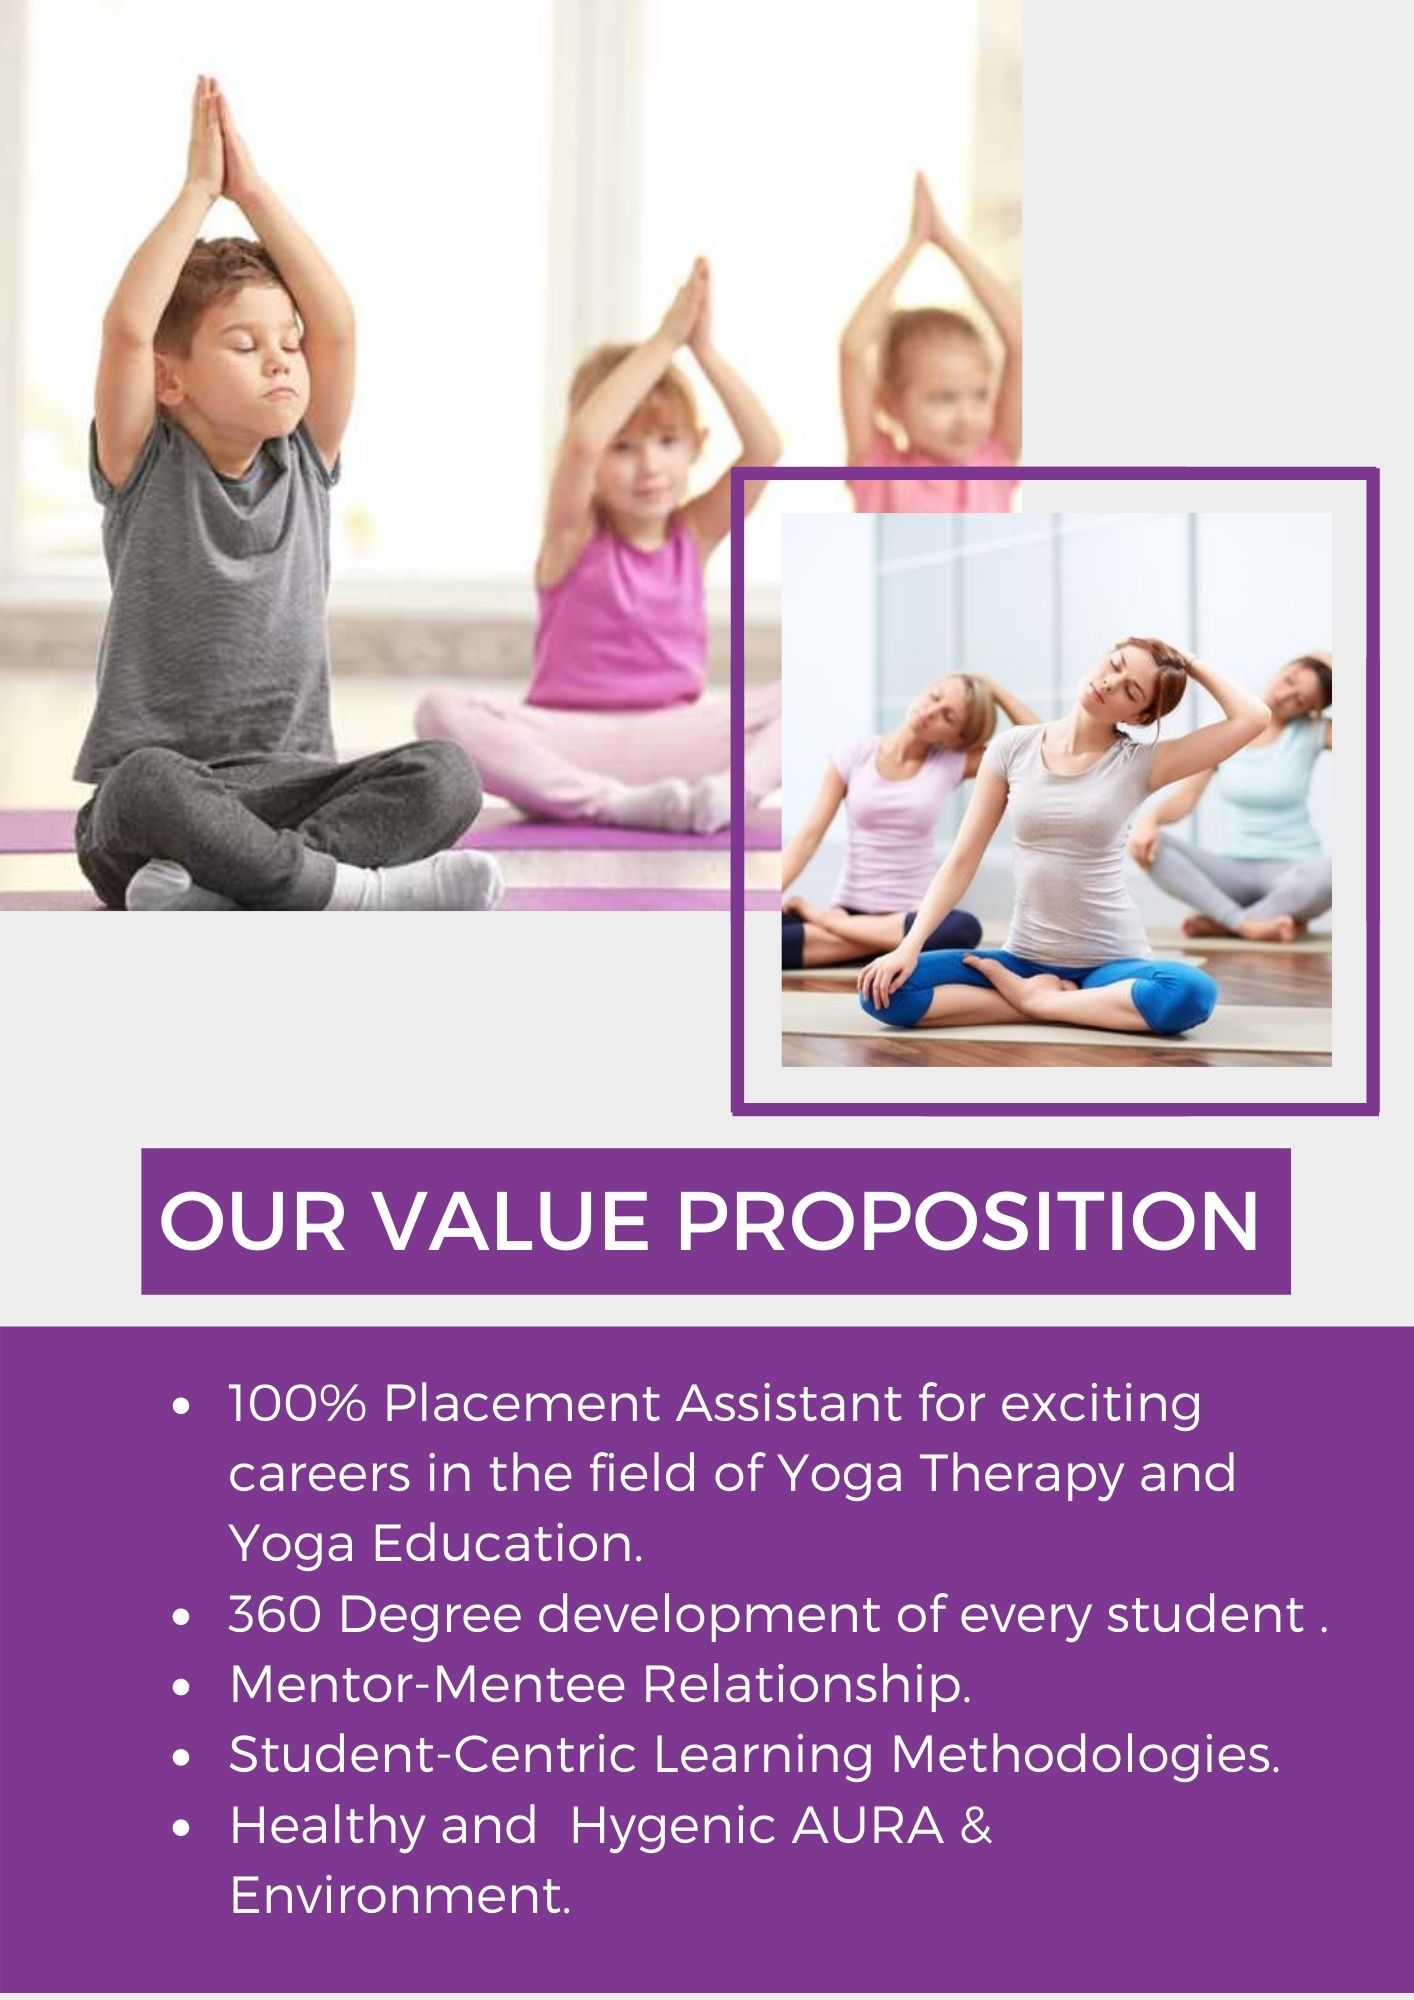 OUR VALUE PROPOSITION
• 100% Placement Assistant for exciting
careers in the field of Yoga Therapy and
Yoga Education.
• 360 Degree development of every student .
• Mentor-Mentee Relationship.
• Student-Centric Learning Methodologies.
• Healthy and  Hygenic AURA &
Environment.